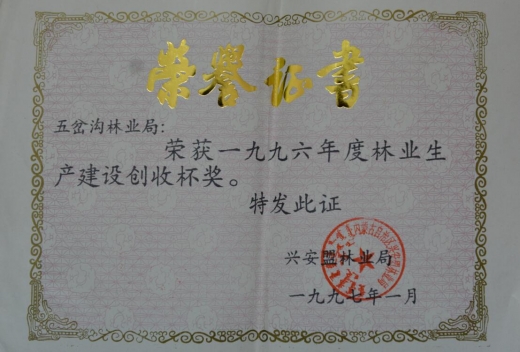 荣誉证书
五岔沟林业局:
荣获一九九六年度林业生
产建设创收杯奖。
特发此证
兴安盟林业局
一九九七年一月